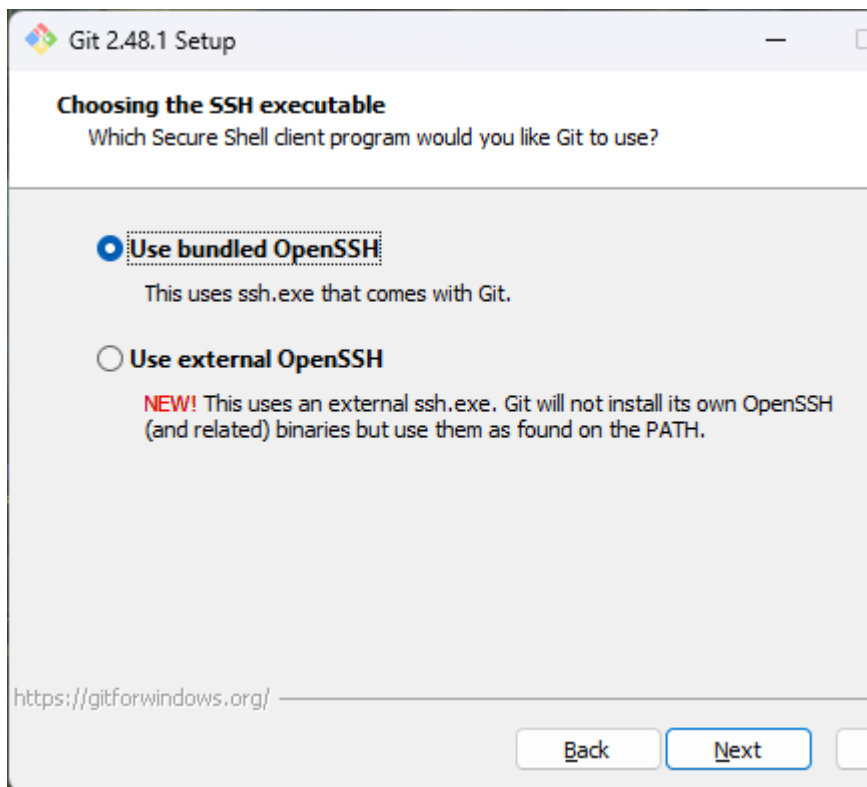 Git 2.48.1 Setup
Choosing the SSH executable
Which Secure Shell client program would you like Git to use?
Use bundled OpenSSH
This uses ssh.exe that comes with Git.
Use external OpenSSH
NEW! This uses an external ssh.exe. Git will not install its own OpenSSH
(and related) binaries but use them as found on the PATH.
https://gitforwindows.org/
Back Next